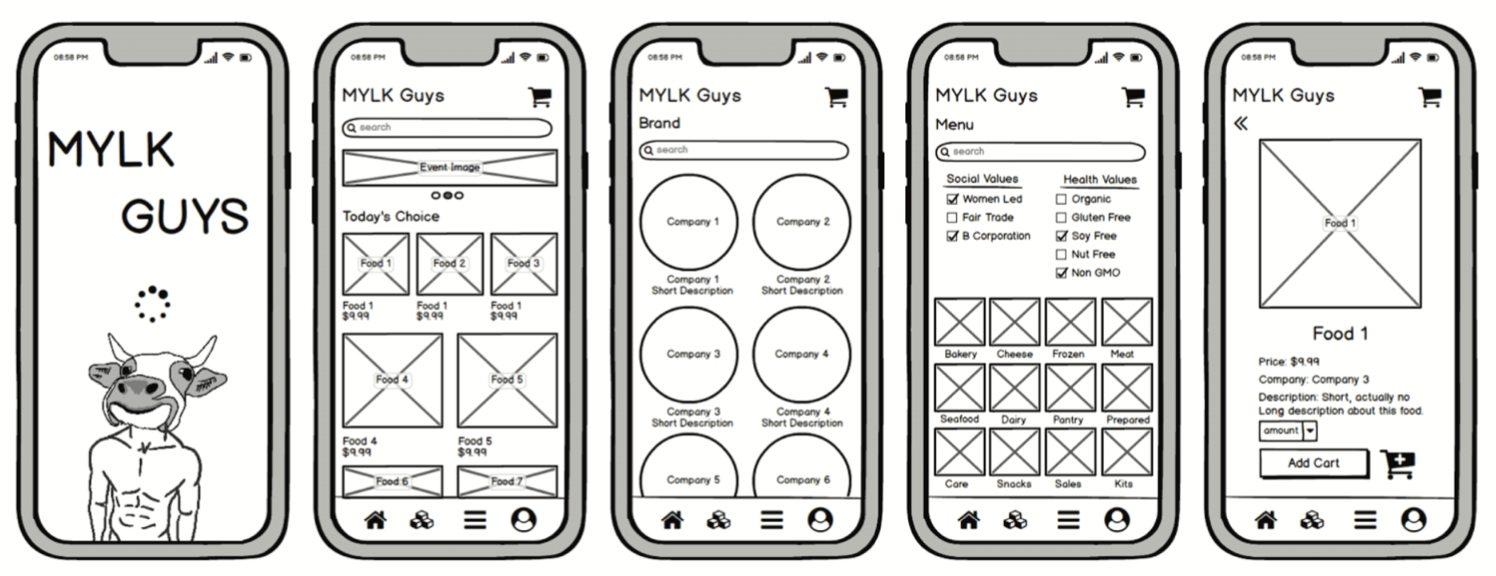 08:58 PM
MYLK
GUYS
08:58 PM
MYLK Guys
search
Event Image
Today's Choice
Food 1 Food 2 Food 3
Food 1 Food 1 Food 1
$9.99 $9.99 $9.99
Food 4 Food 5
Food 4 Food 5
$9.99 $9.99
Food 6 Food 7
08:58 PM
MYLK Guys
Brand
search
Company 1 Company 2
Company 1 Company 2
Short Description Short Description
Company 3 Company 4
Company 3 Company 4
Short Description Short Description
Company 5 Company 6
08:58 PM
MYLK Guys
Menu
search
Social Values Health Values
Women Led Organic
Fair Trade Gluten Free
B Corporation Soy Free
Nut Free
Non GMO
Bakery Cheese Frozen Meat
Seafood Dairy Pantry Prepared
Care Snacks Sales Kits
08:58 PM
MYLK Guys
Food 1
Food 1
Price: $9.99
Company: Company 3
Description: Short, actually no
Long description about this food.
amount
Add Cart